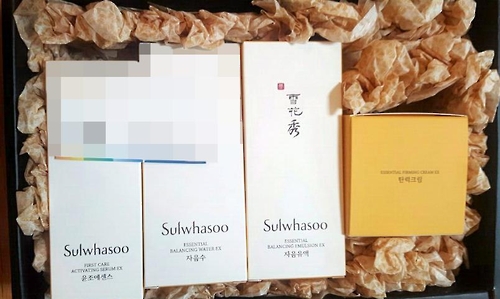 Sulwhasoo
FIRST CARE
ACTIVATING SERUM EX
윤조에센스
Sulwhasoo
ESSENTIAL
BALANCING WATER EX
자음수
雪花秀
Sulwhasoo
ESSENTIAL
BALANCING EMULSION EX
자음유액
ESSENTIAL FIRMING CREAM EX
탄력크림